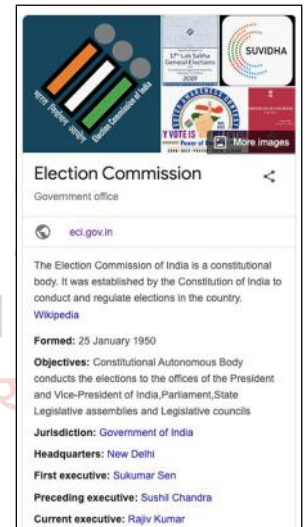 भारत निर्वाचन आयोग
Election Commission of India
17th Lok Sabha
General Elections
2019
SUVIDHA
More images
Election Commission
Government office
eci.gov.in
The Election Commission of India is a constitutional
body. It was established by the Constitution of India to
conduct and regulate elections in the country.
Wikipedia
Formed: 25 January 1950
Objectives: Constitutional Autonomous Body
conducts the elections to the offices of the President
and Vice-President of India,Parliament,State
Legislative assemblies and Legislative councils
Jurisdiction: Government of India
Headquarters: New Delhi
First executive: Sukumar Sen
Preceding executive: Sushil Chandra
Current executive: Rajiv Kumar